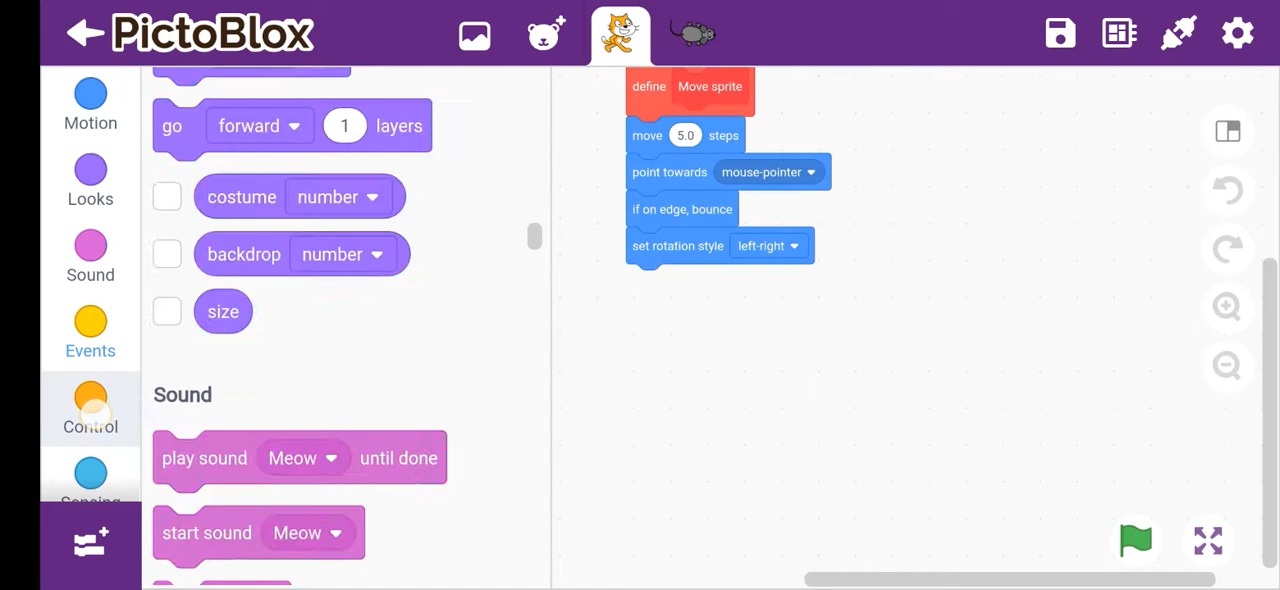 PictoBlox
Motion
Looks
Sound
Events
Control
Sensing
go forward 1 layers
costume number
backdrop number
size
Sound
play sound Meow until done
start sound Meow
define Move sprite
move 5.0 steps
point towards mouse-pointer
if on edge, bounce
set rotation style left-right